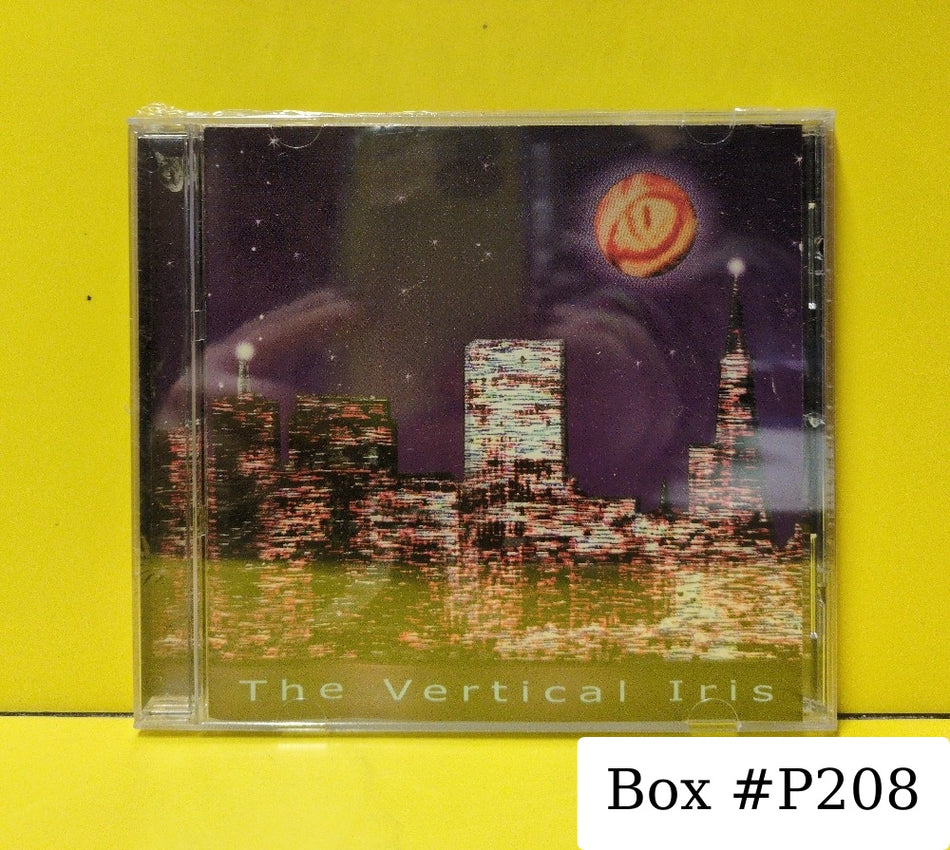 The Vertical Iris
Box #P208